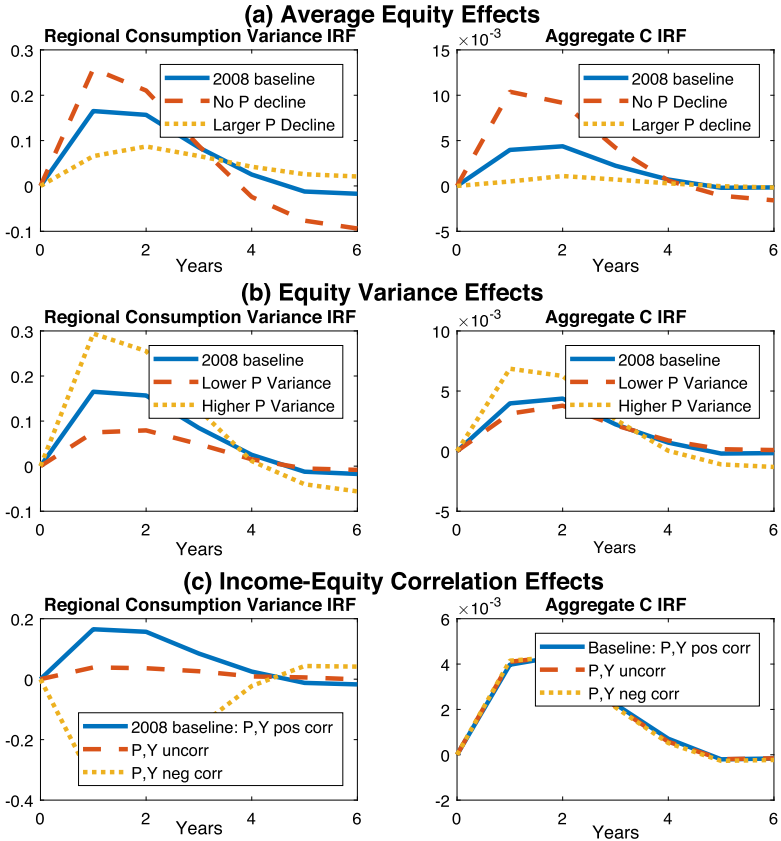 (a) Average Equity Effects
Regional Consumption Variance IRF
0.3
0.2
0.1
0
-0.1
0 2 4 6
Years
2008 baseline
No P decline
Larger P Decline
Aggregate C IRF
×10-3
15
10
5
0
-5
0 2 4 6
Years
2008 baseline
No P Decline
Larger P decline
(b) Equity Variance Effects
Regional Consumption Variance IRF
0.3
0.2
0.1
0
-0.1
0 2 4 6
Years
2008 baseline
Lower P Variance
Higher P Variance
Aggregate C IRF
×10-3
10
5
0
-5
0 2 4 6
Years
2008 baseline
Lower P Variance
Higher P Variance
(c) Income-Equity Correlation Effects
Regional Consumption Variance IRF
0.2
0
-0.2
-0.4
0 2 4 6
Years
2008 baseline: P,Y pos corr
P,Y uncorr
P,Y neg corr
Aggregate C IRF
×10-3
6
4
2
0
-2
0 2 4 6
Years
Baseline: P,Y pos corr
P,Y uncorr
P,Y neg corr